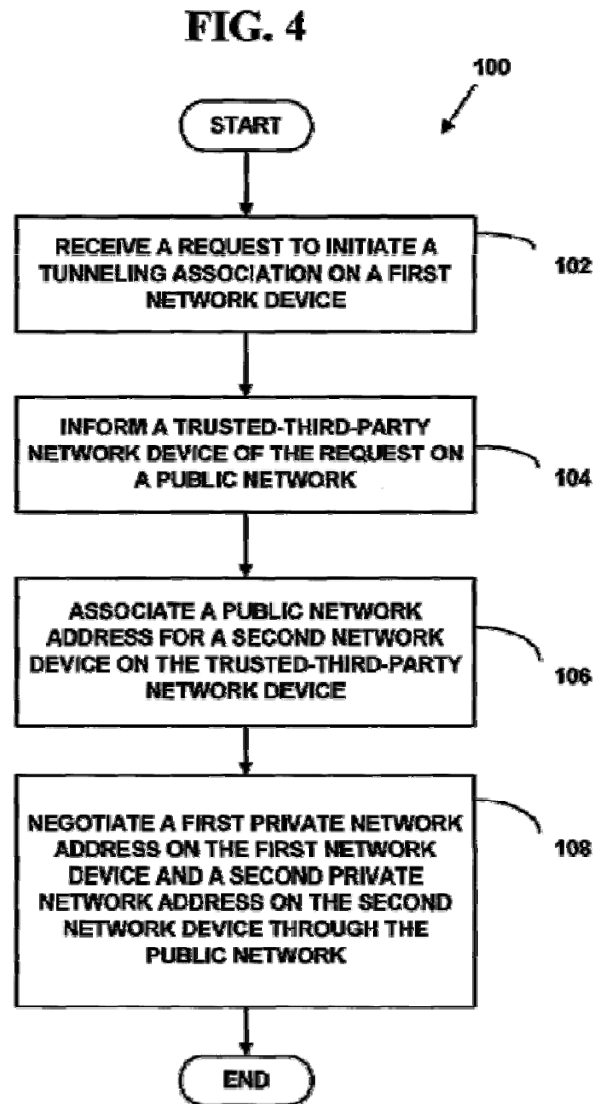 FIG. 4
100
START
RECEIVE A REQUEST TO INITIATE A
TUNNELING ASSOCIATION ON A FIRST
NETWORK DEVICE
102
INFORM A TRUSTED-THIRD-PARTY
NETWORK DEVICE OF THE REQUEST ON
A PUBLIC NETWORK
104
ASSOCIATE A PUBLIC NETWORK
ADDRESS FOR A SECOND NETWORK
DEVICE ON THE TRUSTED-THIRD-PARTY
NETWORK DEVICE
106
NEGOTIATE A FIRST PRIVATE NETWORK
ADDRESS ON THE FIRST NETWORK
DEVICE AND A SECOND PRIVATE
NETWORK ADDRESS ON THE SECOND
NETWORK DEVICE THROUGH THE
PUBLIC NETWORK
108
END